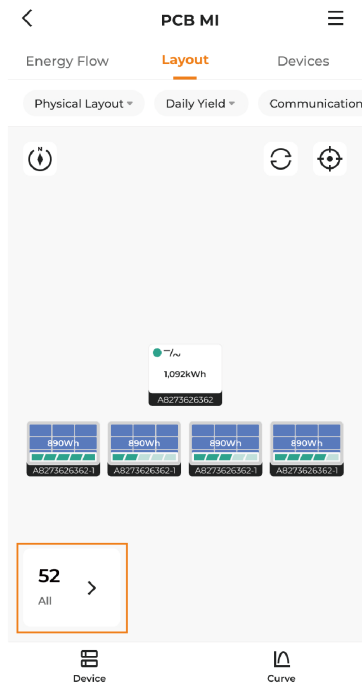 PCB MI
Energy Flow Layout Devices
Physical Layout Daily Yield Communication
N
1,092kWh
A8273626362
890Wh 890Wh 890Wh 890Wh
A8273626362-1 A8273626362-1 A8273626362-1 A8273626362-1
52
All
Device Curve